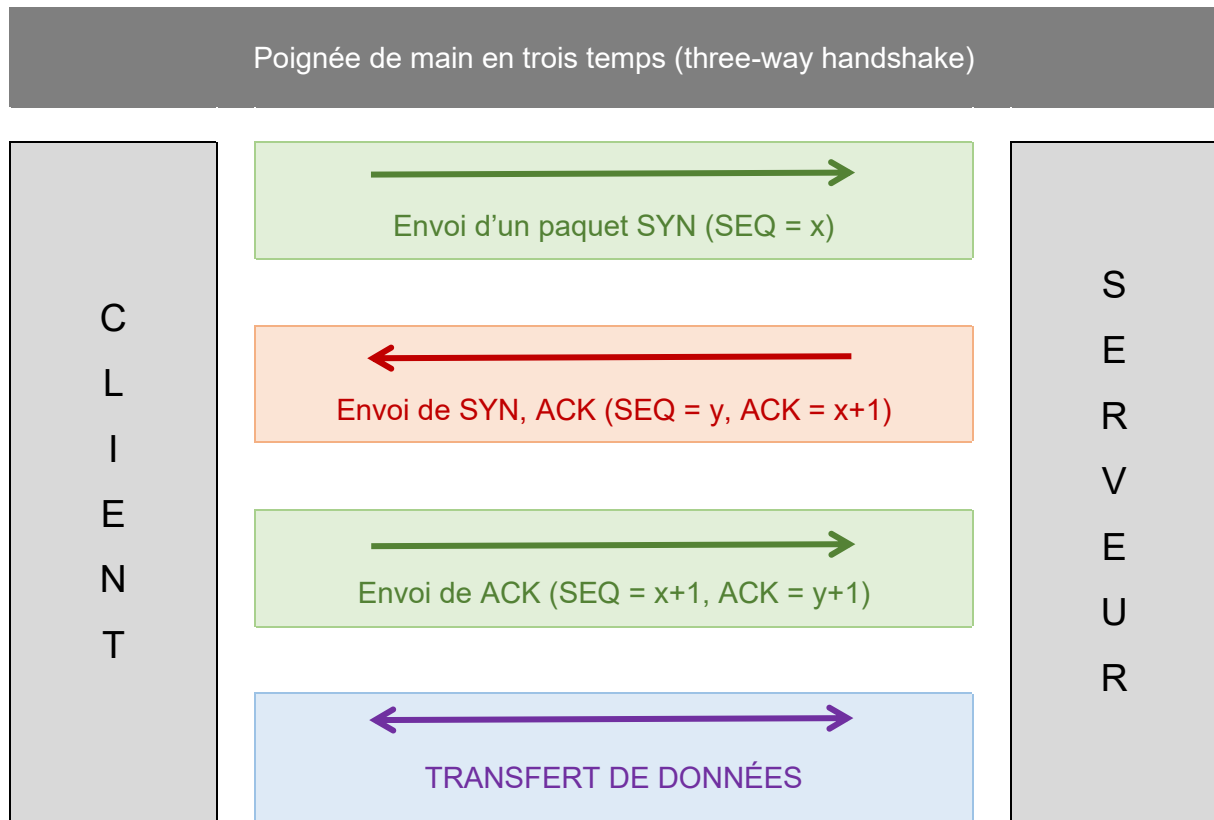 Poignée de main en trois temps (three-way handshake)
C
L
I
E
N
T
Envoi d’un paquet SYN (SEQ = x)
Envoi de SYN, ACK (SEQ = y, ACK = x+1)
Envoi de ACK (SEQ = x+1, ACK = y+1)
TRANSFERT DE DONNÉES
S
E
R
V
E
U
R